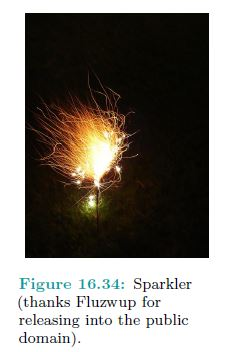 Figure 16.34: Sparkler
(thanks Fluzwup for
releasing into the public
domain).